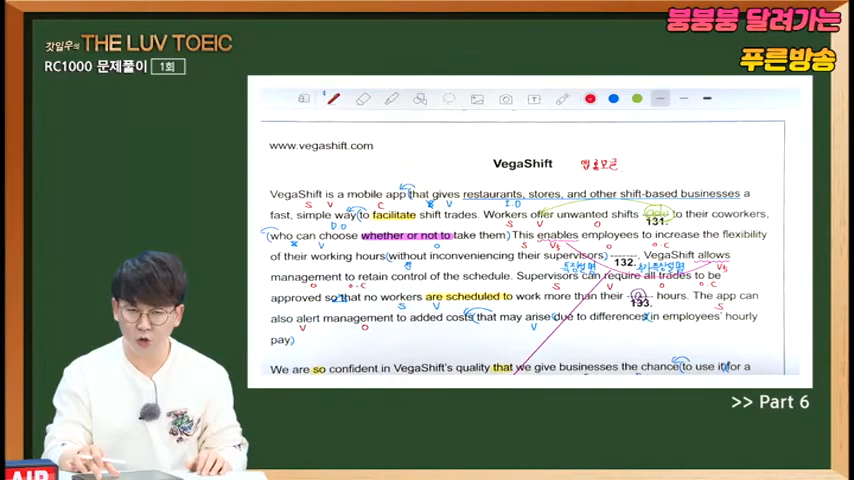 붕붕붕 달려가는
푸른방송
갓일우의 THE LUV TOEIC
RC1000 문제풀이 1회
www.vegashift.com
VegaShift
VegaShift is a mobile app that gives restaurants, stores, and other shift-based businesses a
S V C V I.O
fast, simple way to facilitate shift trades. Workers offer unwanted shifts to their coworkers,
131.
D.O S V O
who can choose whether or not to take them This enables employees to increase the flexibility
V O S V5 O O-C
of their working hours without inconveniencing their supervisors ------- VegaShift allows
132.
V5
management to retain control of the schedule. Supervisors can require all trades to be
O O-C S V O O-C
approved so that no workers are scheduled to work more than their hours. The app can
133.
S V S
also alert management to added costs that may arise due to differences in employees' hourly
V O V
pay
We are so confident in VegaShift's quality that we give businesses the chance to use it for a
>> Part 6
AIR